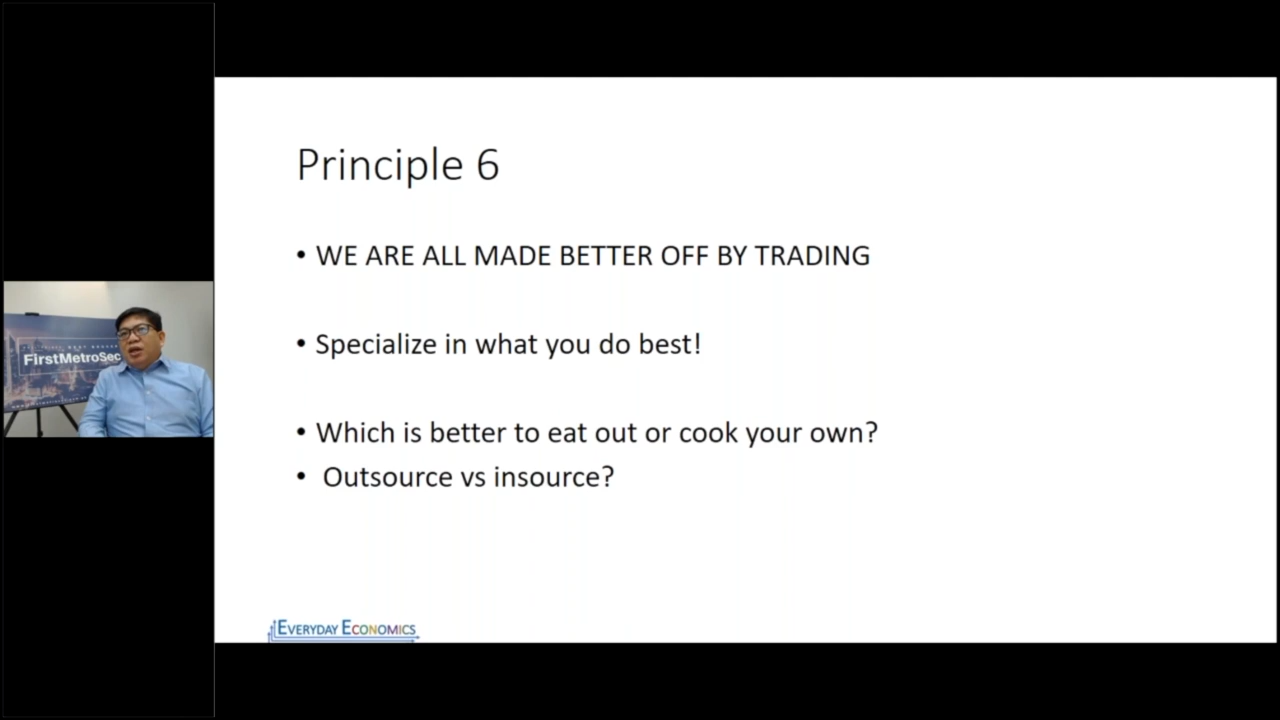 Principle 6
• WE ARE ALL MADE BETTER OFF BY TRADING
• Specialize in what you do best!
• Which is better to eat out or cook your own?
• Outsource vs insource?
FirstMetroSec
EVERYDAY ECONOMICS